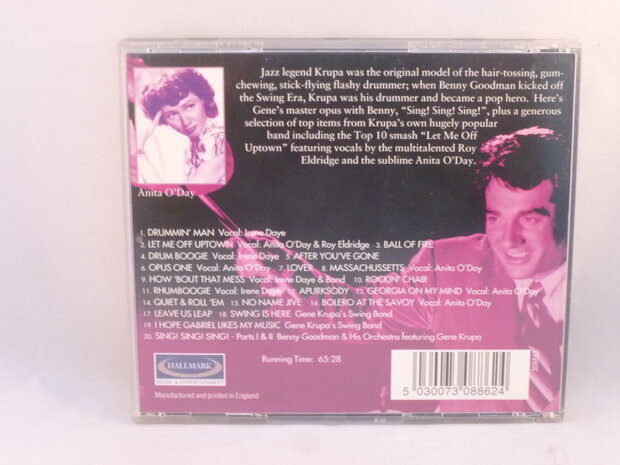 Jazz legend Krupa was the original model of the hair-tossing, gum-
chewing, stick-flying flashy drummer; when Benny Goodman kicked off
the Swing Era, Krupa was his drummer and became a pop hero. Here's
Gene's master opus with Benny, "Sing! Sing! Sing!", plus a generous
selection of top items from Krupa's own hugely popular
band including the Top 10 smash "Let Me Off
Uptown" featuring vocals by the multitalented Roy
Eldridge and the sublime Anita O'Day.
Anita O'Day
1. DRUMMIN' MAN Vocal: Irene Daye
2. LET ME OFF UPTOWN Vocal: Anita O'Day & Roy Eldridge 3. BALL OF FIRE
4. DRUM BOOGIE Vocal: Irene Daye 5. AFTER YOU'VE GONE
6. OPUS ONE Vocal: Anita O'Day 7. LOVER 8. MASSACHUSSETTS Vocal: Anita O'Day
9. HOW 'BOUT THAT MESS Vocal: Irene Daye & Band 10. ROCKIN' CHAIR
11. RHUMBOOGIE Vocal: Irene Daye 12. APURKSODY 13. GEORGIA ON MY MIND Vocal: Anita O'Day
14. QUIET & ROLL 'EM 15. NO NAME JIVE 16. BOLERO AT THE SAVOY Vocal: Anita O'Day
17. LEAVE US LEAP 18. SWING IS HERE Gene Krupa's Swing Band
19. I HOPE GABRIEL LIKES MY MUSIC Gene Krupa's Swing Band
20. SING! SING! SING! - Parts I & II Benny Goodman & His Orchestra featuring Gene Krupa
HALLMARK
MUSIC & ENTERTAINMENT
Running Time: 65:28
Manufactured and printed in England
5 030073 088624